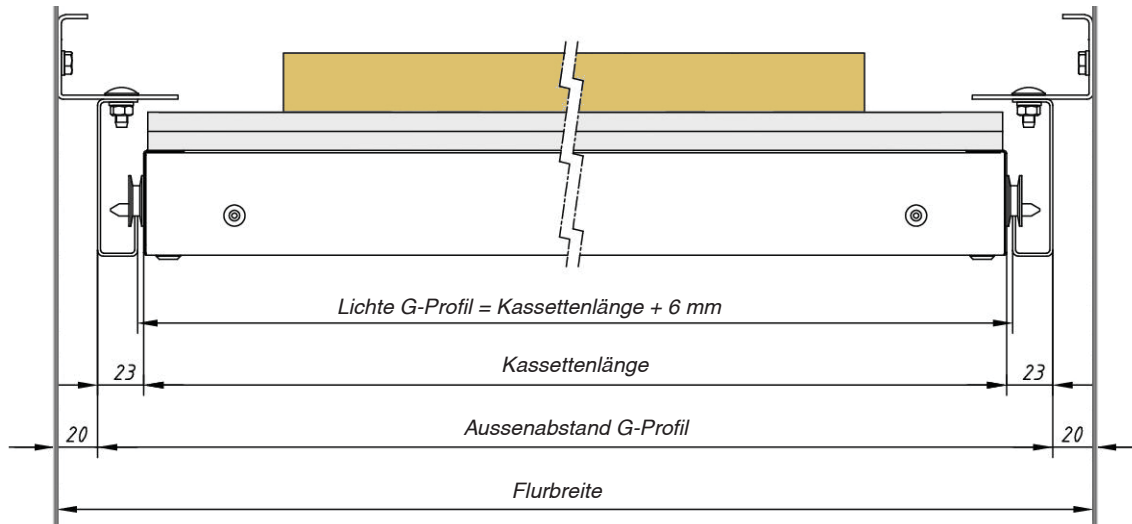 Lichte G-Profil = Kassettenlänge + 6 mm
23 Kassettenlänge 23
20 Aussenabstand G-Profil 20
Flurbreite